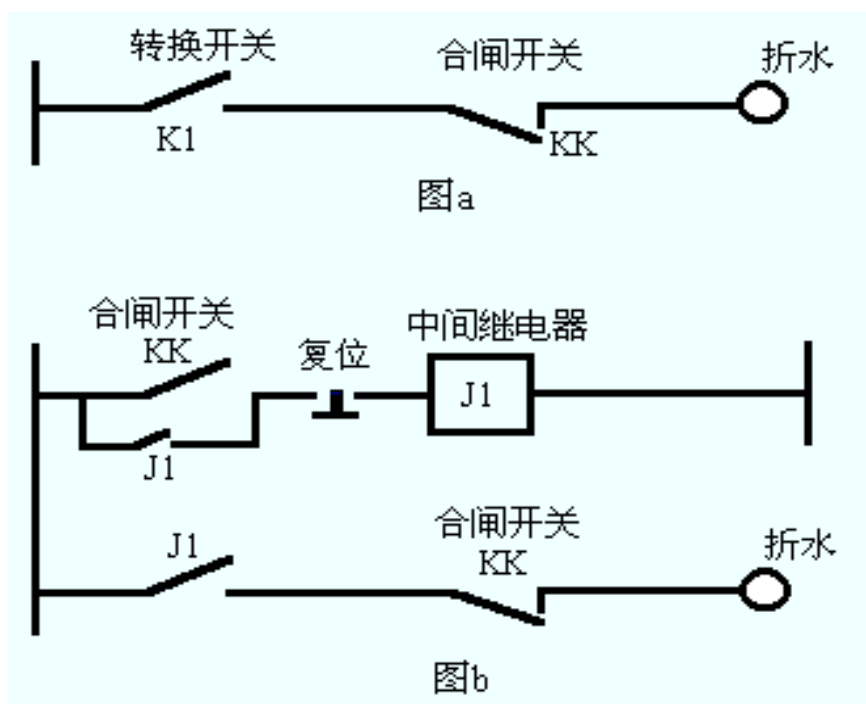 转换开关 合闸开关 折水
K1 KK
图a
合闸开关 中间继电器
KK 复位
J1
J1
合闸开关
J1 KK 折水
图b